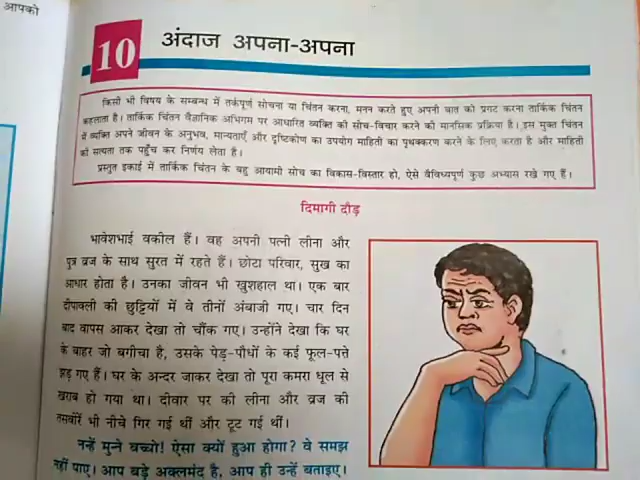 आपको
10
अंदाज अपना-अपना
किसी भी विषय के सम्बन्ध में तर्कपूर्ण सोचना या चिंतन करना, मनन करते हुए अपनी बात को प्रगट करना तार्किक चिंतन
कहलाता है। तार्किक चिंतन वैज्ञानिक अभिगम पर आधारित व्यक्ति की सोच-विचार करने की मानसिक प्रक्रिया है। इस मुक्त चिंतन
में व्यक्ति अपने जीवन के अनुभव, मान्यताएँ और दृष्टिकोण का उपयोग माहिती का पृथक्करण करने के लिए करता है और माहिती
की सत्यता तक पहुँच कर निर्णय लेता है।
प्रस्तुत इकाई में तार्किक चिंतन के बहु आयामी सोच का विकास-विस्तार हो, ऐसे वैविध्यपूर्ण कुछ अभ्यास रखे गए हैं।
दिमागी दौड़
भावेशभाई वकील हैं। वह अपनी पत्नी लीना और
पुत्र व्रज के साथ सुरत में रहते हैं। छोटा परिवार, सुख का
आधार होता है। उनका जीवन भी खुशहाल था। एक बार
दीपावली की छुट्टियों में वे तीनों अंबाजी गए। चार दिन
बाद वापस आकर देखा तो चौंक गए। उन्होंने देखा कि घर
के बाहर जो बगीचा है, उसके पेड़-पौधों के कई फूल-पत्ते
झड़ गए हैं। घर के अन्दर जाकर देखा तो पूरा कमरा धूल से
खराब हो गया था। दीवार पर की लीना और व्रज की
तसवीरें भी नीचे गिर गई थीं और टूट गई थीं।
नन्हें मुन्ने बच्चो! ऐसा क्यों हुआ होगा? वे समझ
नहीं पाए। आप बड़े अक्लमंद है, आप ही उन्हें बताइए।